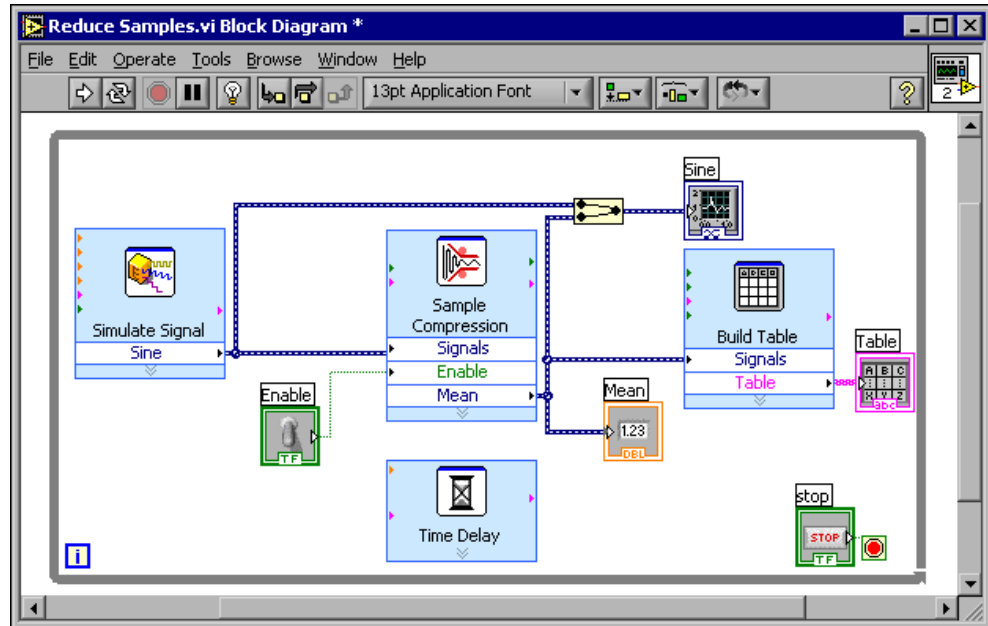 Reduce Samples.vi Block Diagram *
File Edit Operate Tools Browse Window Help
13pt Application Font
2
Sine
Simulate Signal
Sine
Sample
Compression
Signals
Enable
Mean
Enable
TF
Build Table
Signals
Table
Table
A B C
X Y Z
abc
Mean
1.23
DBL
Time Delay
stop
STOP
TF
i